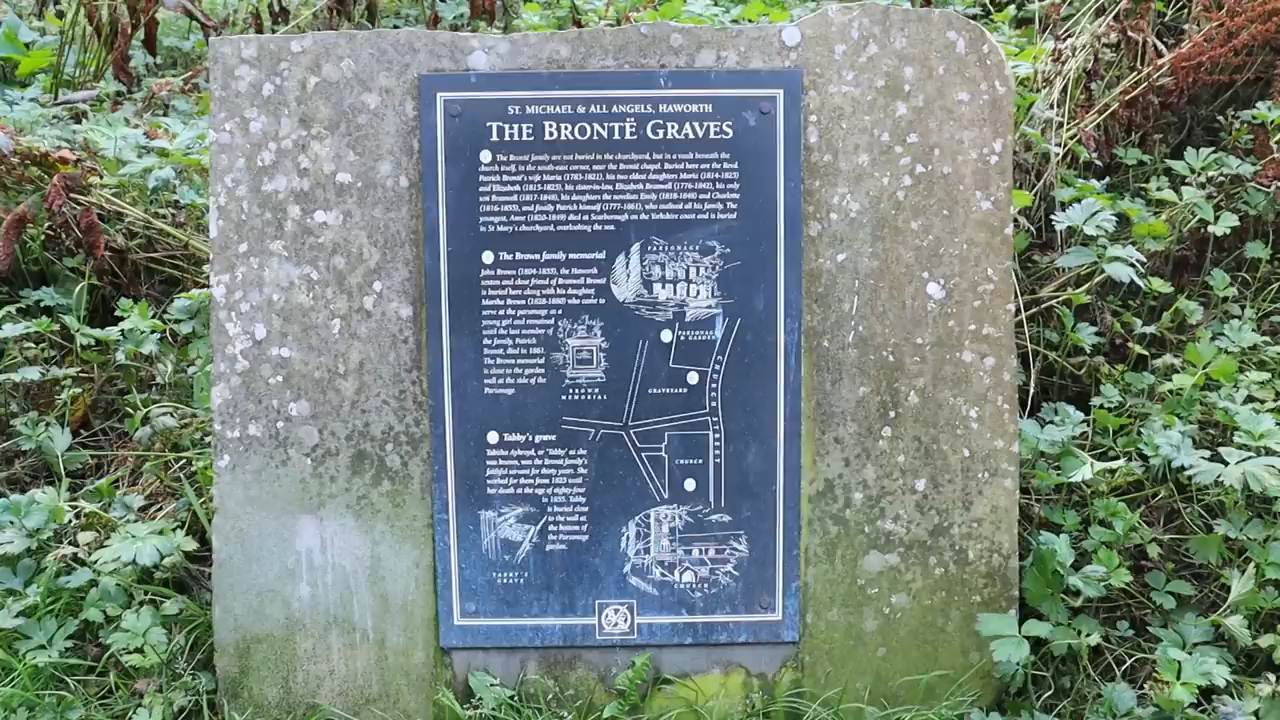 ST. MICHAEL & ALL ANGELS, HAWORTH
THE BRONTË GRAVES
The Brontë family are not buried in the churchyard, but in a vault beneath the
church itself, in the south-east corner, near the Brontë chapel. Buried here are the Revd.
Patrick Brontë's wife Maria (1783-1821), his two eldest daughters Maria (1814-1825)
and Elizabeth (1815-1825), his sister-in-law, Elizabeth Branwell (1776-1842), his only
son Branwell (1817-1848), his daughters the novelists Emily (1818-1848) and Charlotte
(1816-1855), and finally Patrick himself (1777-1861), who outlived all his family. The
youngest, Anne (1820-1849) died at Scarborough on the Yorkshire coast and is buried
in St Mary's churchyard, overlooking the sea.
The Brown family memorial
John Brown (1804-1855), the Haworth
sexton and close friend of Branwell Brontë
is buried here along with his daughter,
Martha Brown (1828-1880) who came to
serve at the parsonage as a
young girl and remained
until the last member of
the family, Patrick
Brontë, died in 1861.
The Brown memorial
is close to the garden
wall at the side of the
Parsonage.
BROWN
MEMORIAL
PARSONAGE
PARSONAGE
& GARDEN
GRAVEYARD
CHURCH STREET
CHURCH
Tabby's grave
Tabitha Aykroyd, or 'Tabby' as she
was known, was the Brontë family's
faithful servant for thirty years. She
worked for them from 1825 until
her death at the age of eighty-four
in 1855. Tabby
is buried close
to the wall at
the bottom of
the Parsonage
garden.
TABBY'S
GRAVE
CHURCH